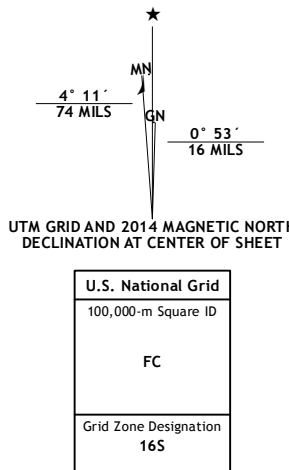 MN
4° 11´
74 MILS
GN
0° 53´
16 MILS
UTM GRID AND 2014 MAGNETIC NORTH
DECLINATION AT CENTER OF SHEET
U.S. National Grid
100,000-m Square ID
FC
Grid Zone Designation
16S